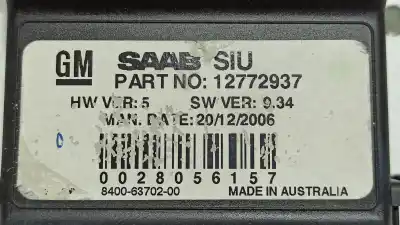 GM SAAB SIU
PART NO: 12772937
HW VER: 5 SW VER: 9.34
MAN. DATE: 20/12/2006
0028056157
8400-63702-00 MADE IN AUSTRALIA